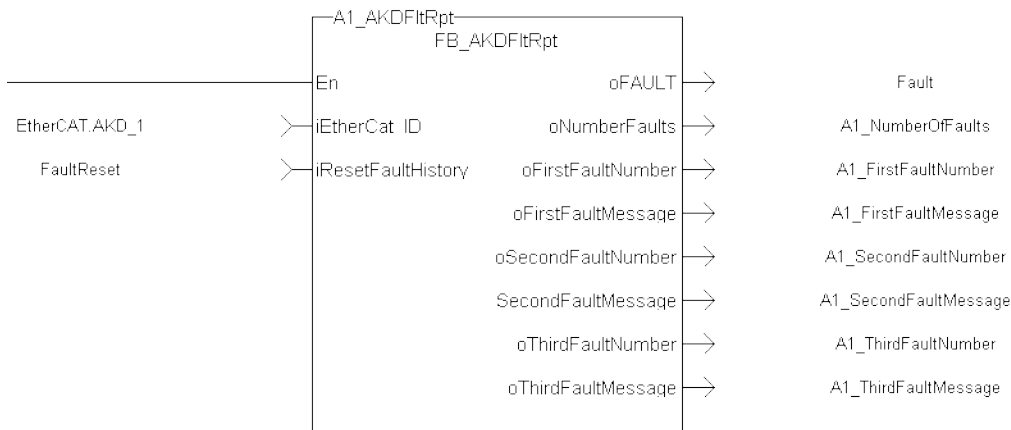 A1_AKDFltRpt
FB_AKDFltRpt
En oFAULT Fault
EtherCAT.AKD_1 iEtherCat_ID oNumberFaults A1_NumberOfFaults
FaultReset iResetFaultHistory oFirstFaultNumber A1_FirstFaultNumber
oFirstFaultMessage A1_FirstFaultMessage
oSecondFaultNumber A1_SecondFaultNumber
SecondFaultMessage A1_SecondFaultMessage
oThirdFaultNumber A1_ThirdFaultNumber
oThirdFaultMessage A1_ThirdFaultMessage